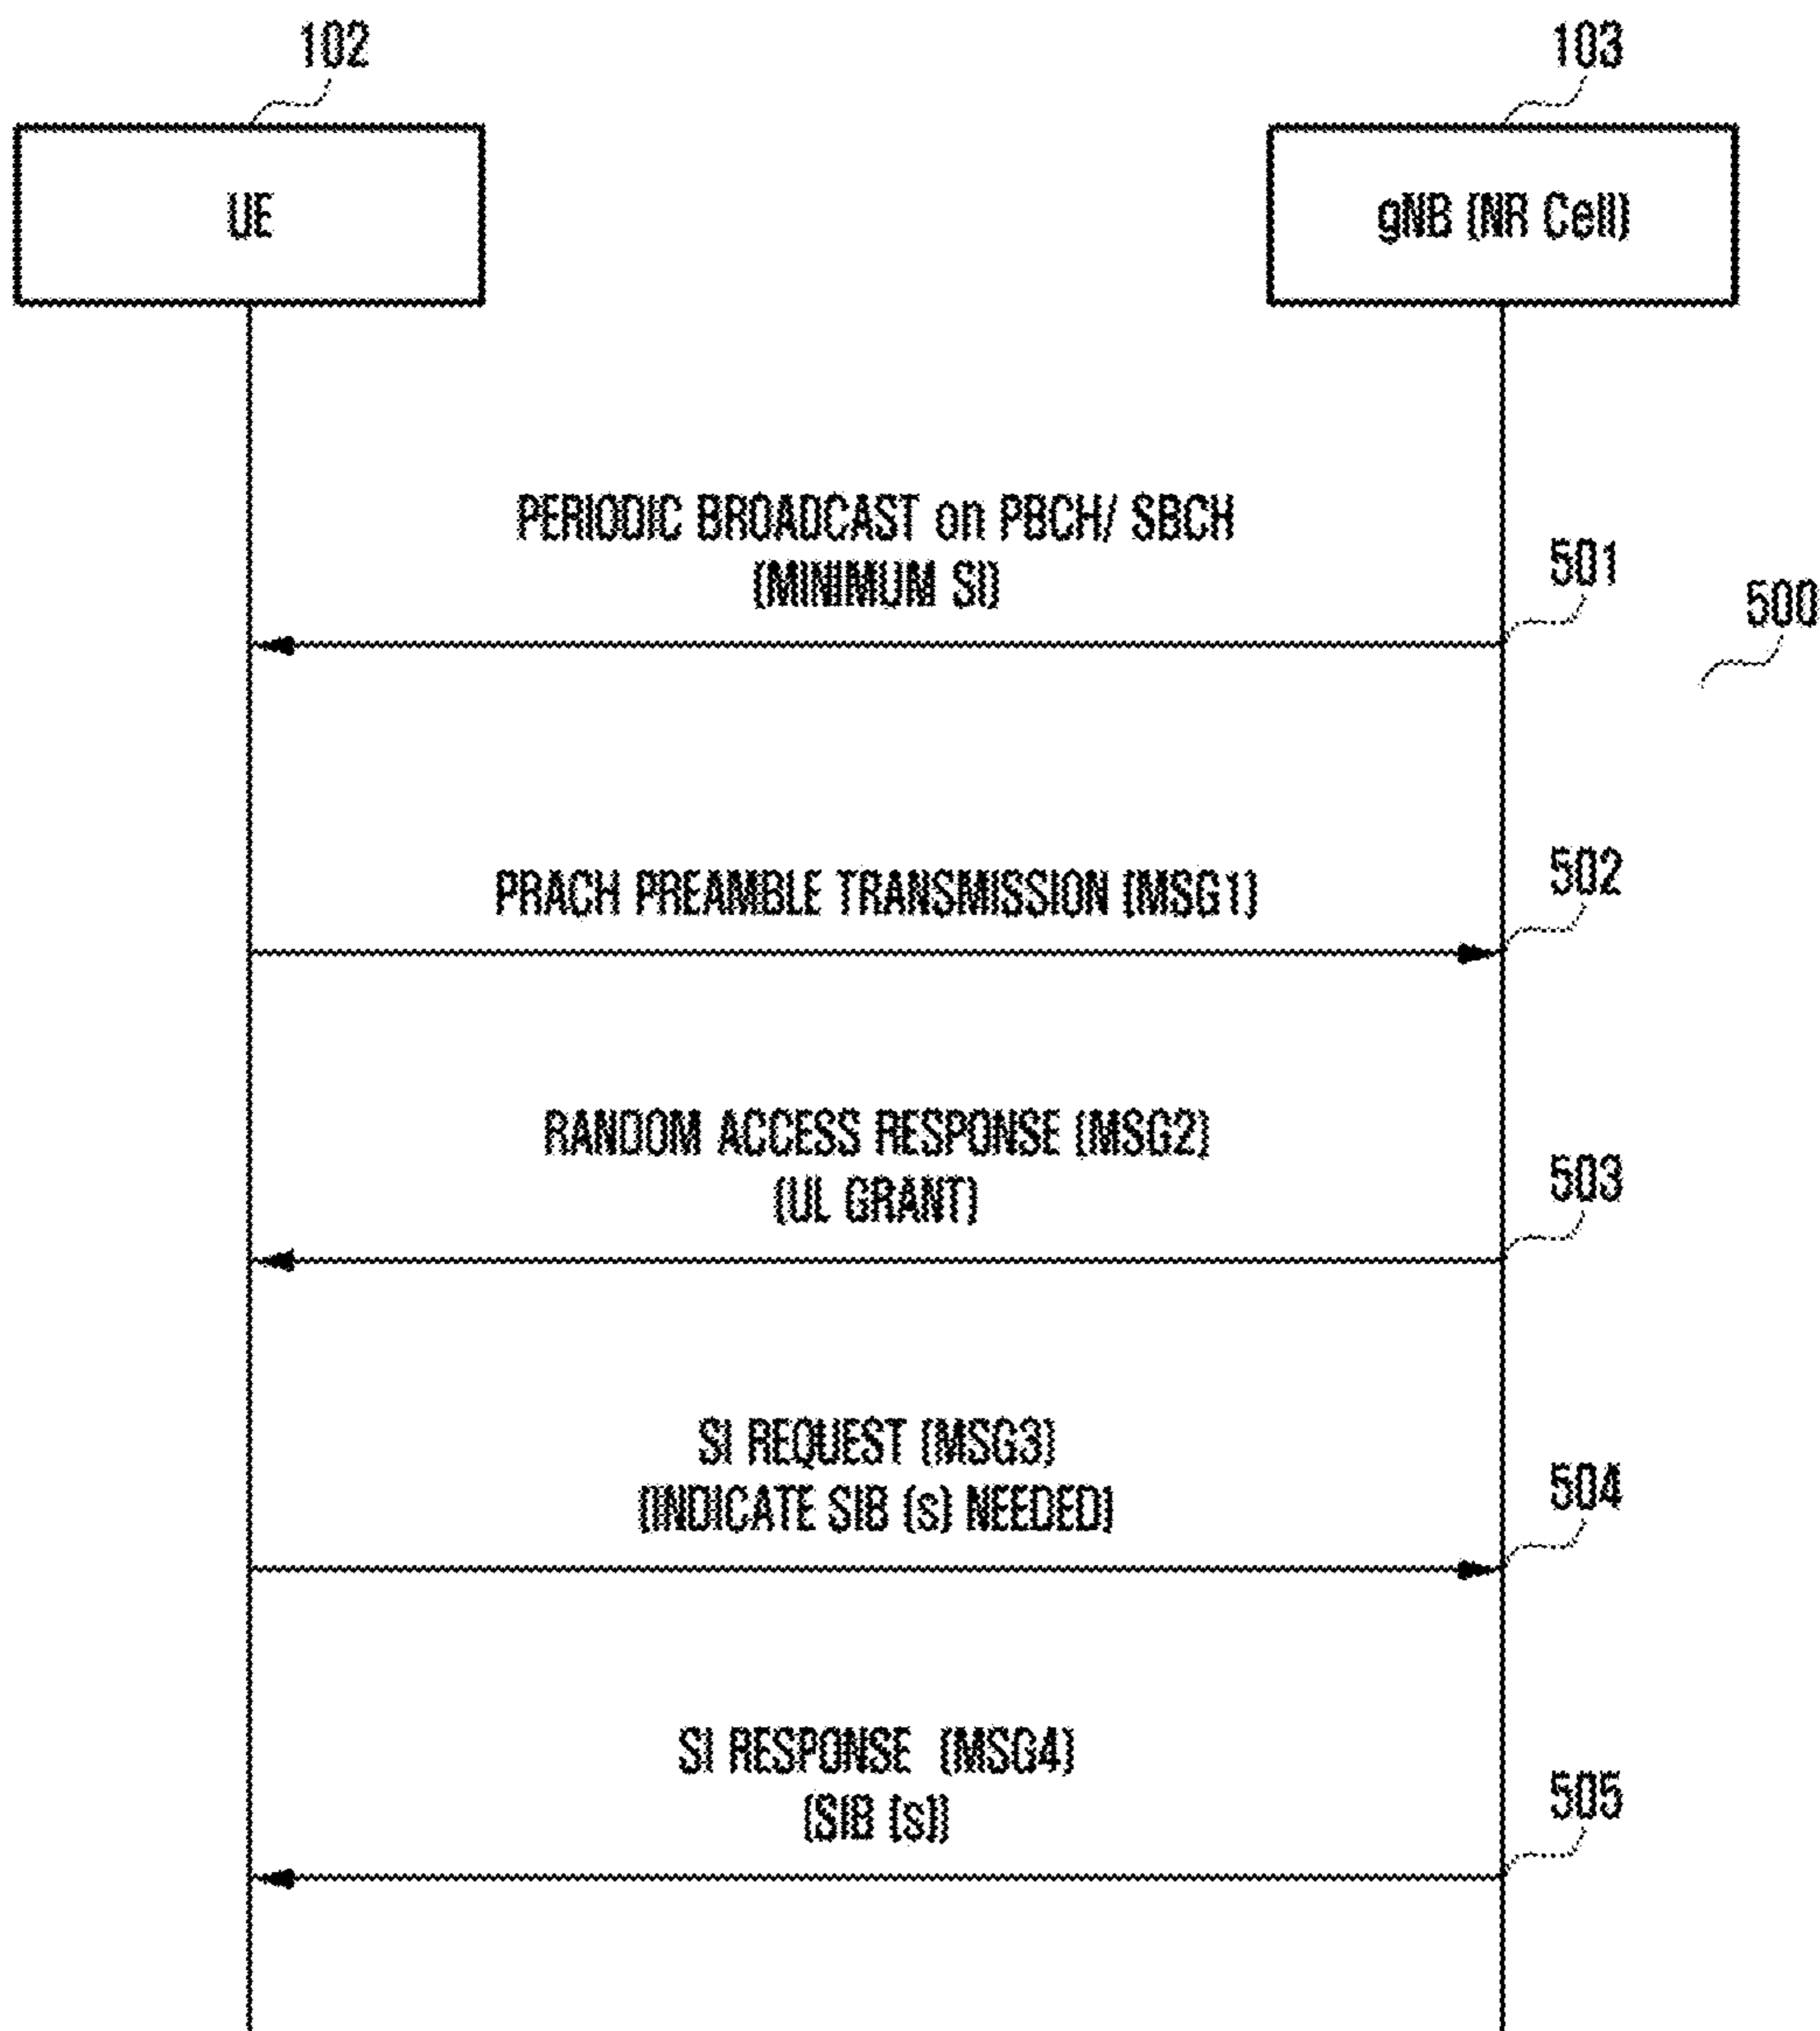 102
103
UE
gNB (NR Cell)
PERIODIC BROADCAST on PBCH/ SBCH
(MINIMUM SI)
501
500
PRACH PREAMBLE TRANSMISSION (MSG1)
502
RANDOM ACCESS RESPONSE (MSG2)
(UL GRANT)
503
SI REQUEST (MSG3)
(INDICATE SIB (s) NEEDED)
504
SI RESPONSE (MSG4)
(SIB (s))
505